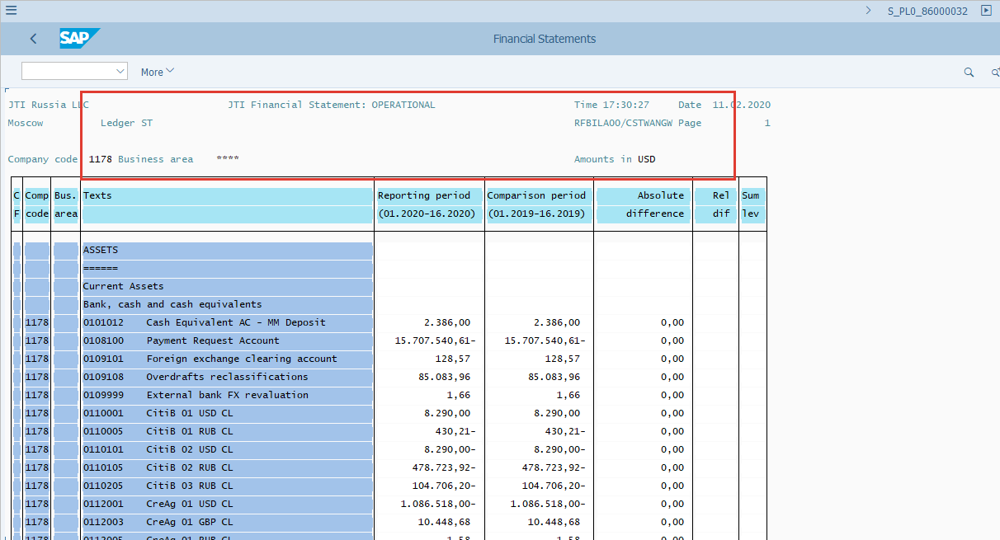 S_PL0_86000032
SAP Financial Statements
More
JTI Russia LLC JTI Financial Statement: OPERATIONAL Time 17:30:27 Date 11.02.2020
Moscow Ledger ST RFBILA00/CSTWANGW Page 1
Company code 1178 Business area **** Amounts in USD
C Comp Bus. Texts Reporting period Comparison period Absolute Rel Sum
F code area (01.2020-16.2020) (01.2019-16.2019) difference dif lev
ASSETS
======
Current Assets
Bank, cash and cash equivalents
1178 0101012 Cash Equivalent AC - MM Deposit 2.386,00 2.386,00 0,00
1178 0108100 Payment Request Account 15.707.540,61- 15.707.540,61- 0,00
1178 0109101 Foreign exchange clearing account 128,57 128,57 0,00
1178 0109108 Overdrafts reclassifications 85.083,96 85.083,96 0,00
1178 0109999 External bank FX revaluation 1,66 1,66 0,00
1178 0110001 CitiB 01 USD CL 8.290,00 8.290,00 0,00
1178 0110005 CitiB 01 RUB CL 430,21- 430,21- 0,00
1178 0110101 CitiB 02 USD CL 8.290,00- 8.290,00- 0,00
1178 0110105 CitiB 02 RUB CL 478.723,92- 478.723,92- 0,00
1178 0110205 CitiB 03 RUB CL 104.706,20- 104.706,20- 0,00
1178 0112001 CreAg 01 USD CL 1.086.518,00- 1.086.518,00- 0,00
1178 0112003 CreAg 01 GBP CL 10.448,68 10.448,68 0,00
1178 0112005 CreAg 01 RUB CL 1,58 1,58 0,00